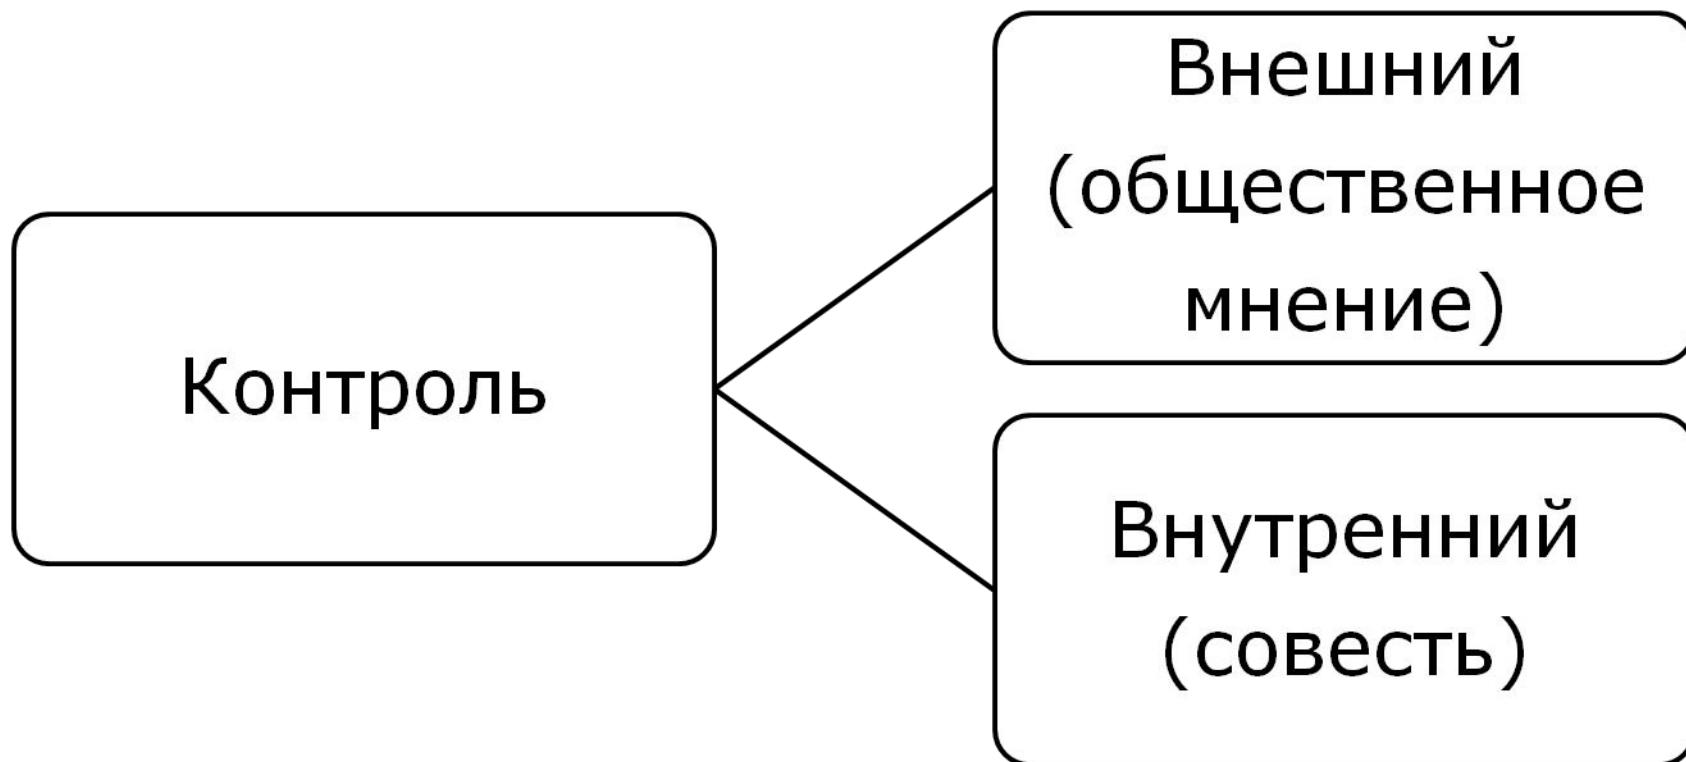 Контроль
Внешний
(общественное
мнение)
Внутренний
(совесть)